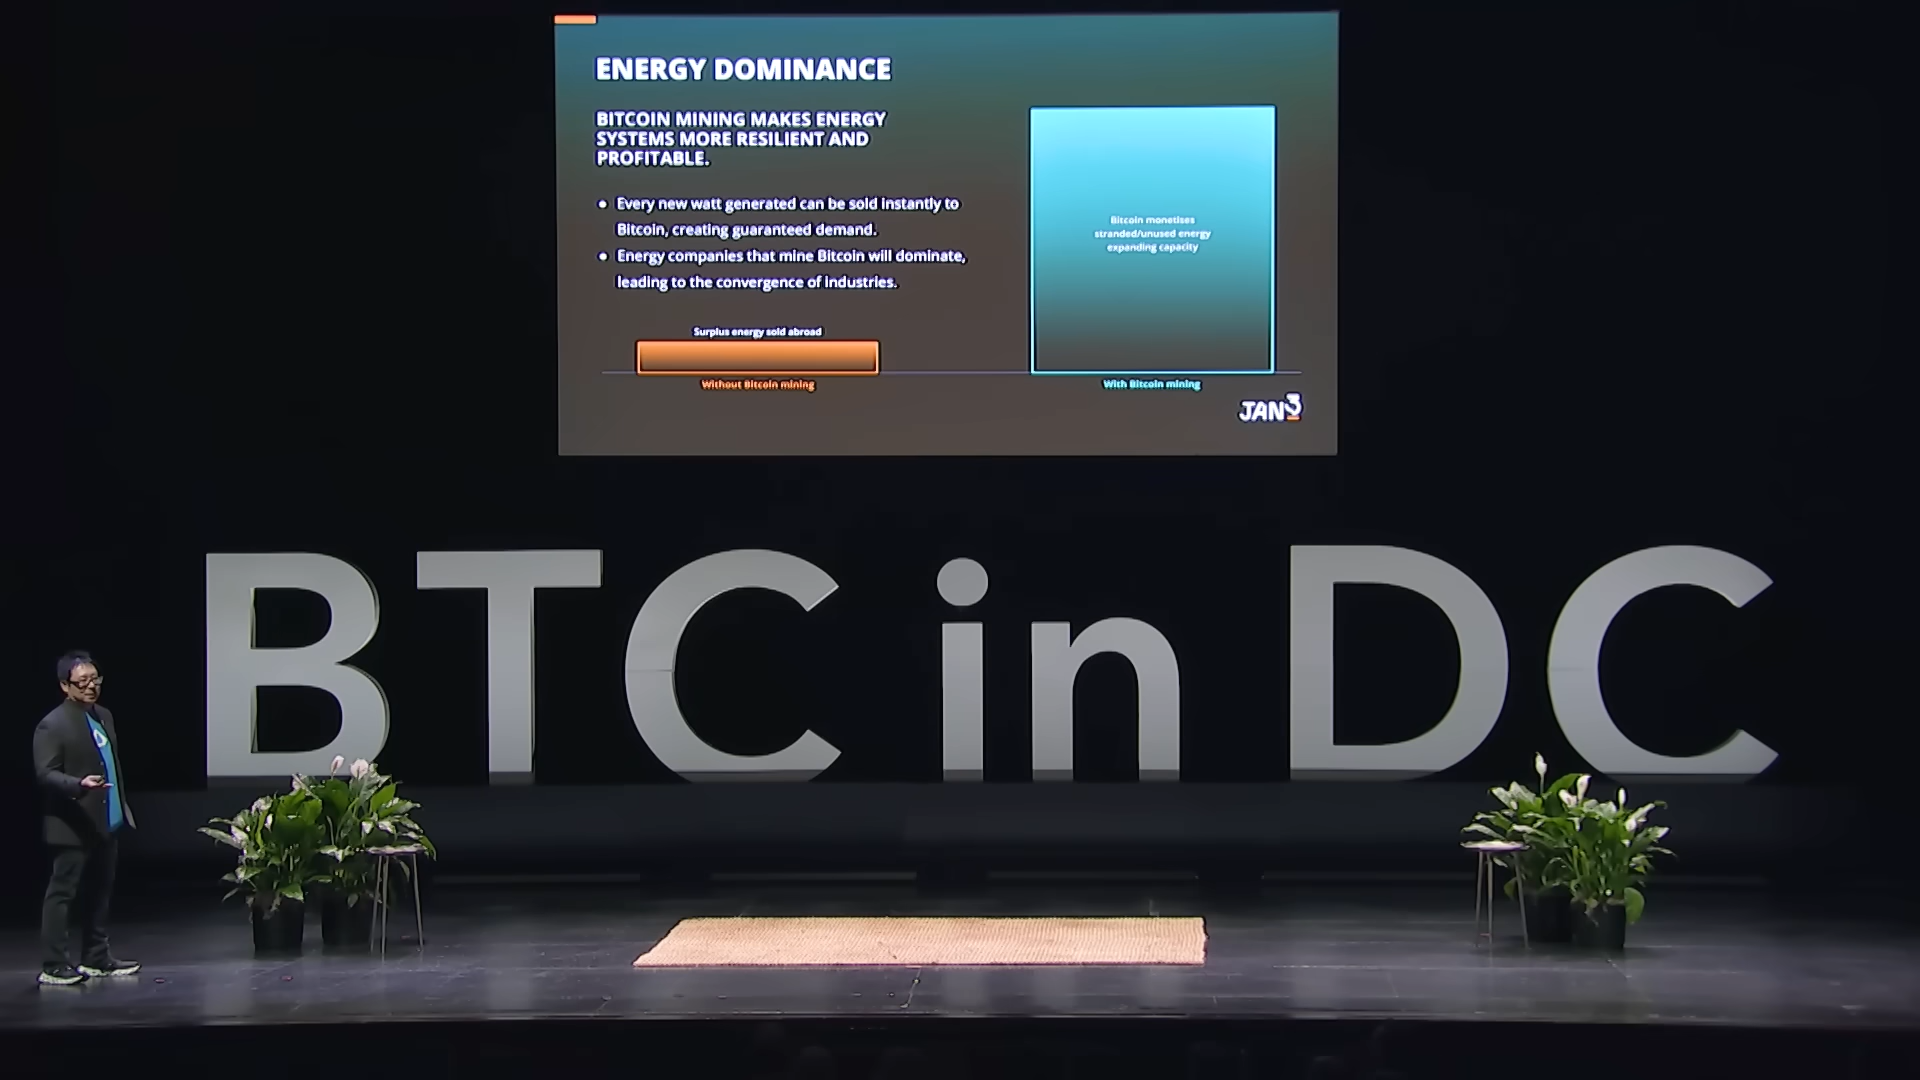 ENERGY DOMINANCE
BITCOIN MINING MAKES ENERGY
SYSTEMS MORE RESILIENT AND
PROFITABLE.
• Every new watt generated can be sold instantly to
Bitcoin, creating guaranteed demand.
• Energy companies that mine Bitcoin will dominate,
leading to the convergence of industries.
Surplus energy sold abroad
Without Bitcoin mining
Bitcoin monetises
stranded/unused energy
expanding capacity
With Bitcoin mining
JAN3
BTC in DC